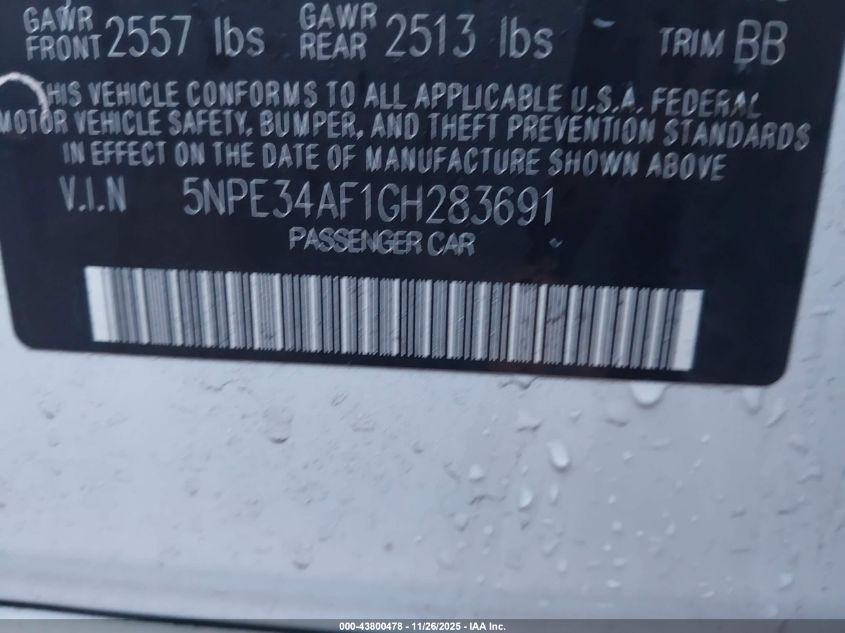 GAWR FRONT 2557 lbs GAWR REAR 2513 lbs TRIM BB
THIS VEHICLE CONFORMS TO ALL APPLICABLE U.S.A. FEDERAL
MOTOR VEHICLE SAFETY, BUMPER, AND THEFT PREVENTION STANDARDS
IN EFFECT ON THE DATE OF MANUFACTURE SHOWN ABOVE
V.I.N 5NPE34AF1GH283691
PASSENGER CAR
000-43800478 - 11/26/2025 - IAA Inc.